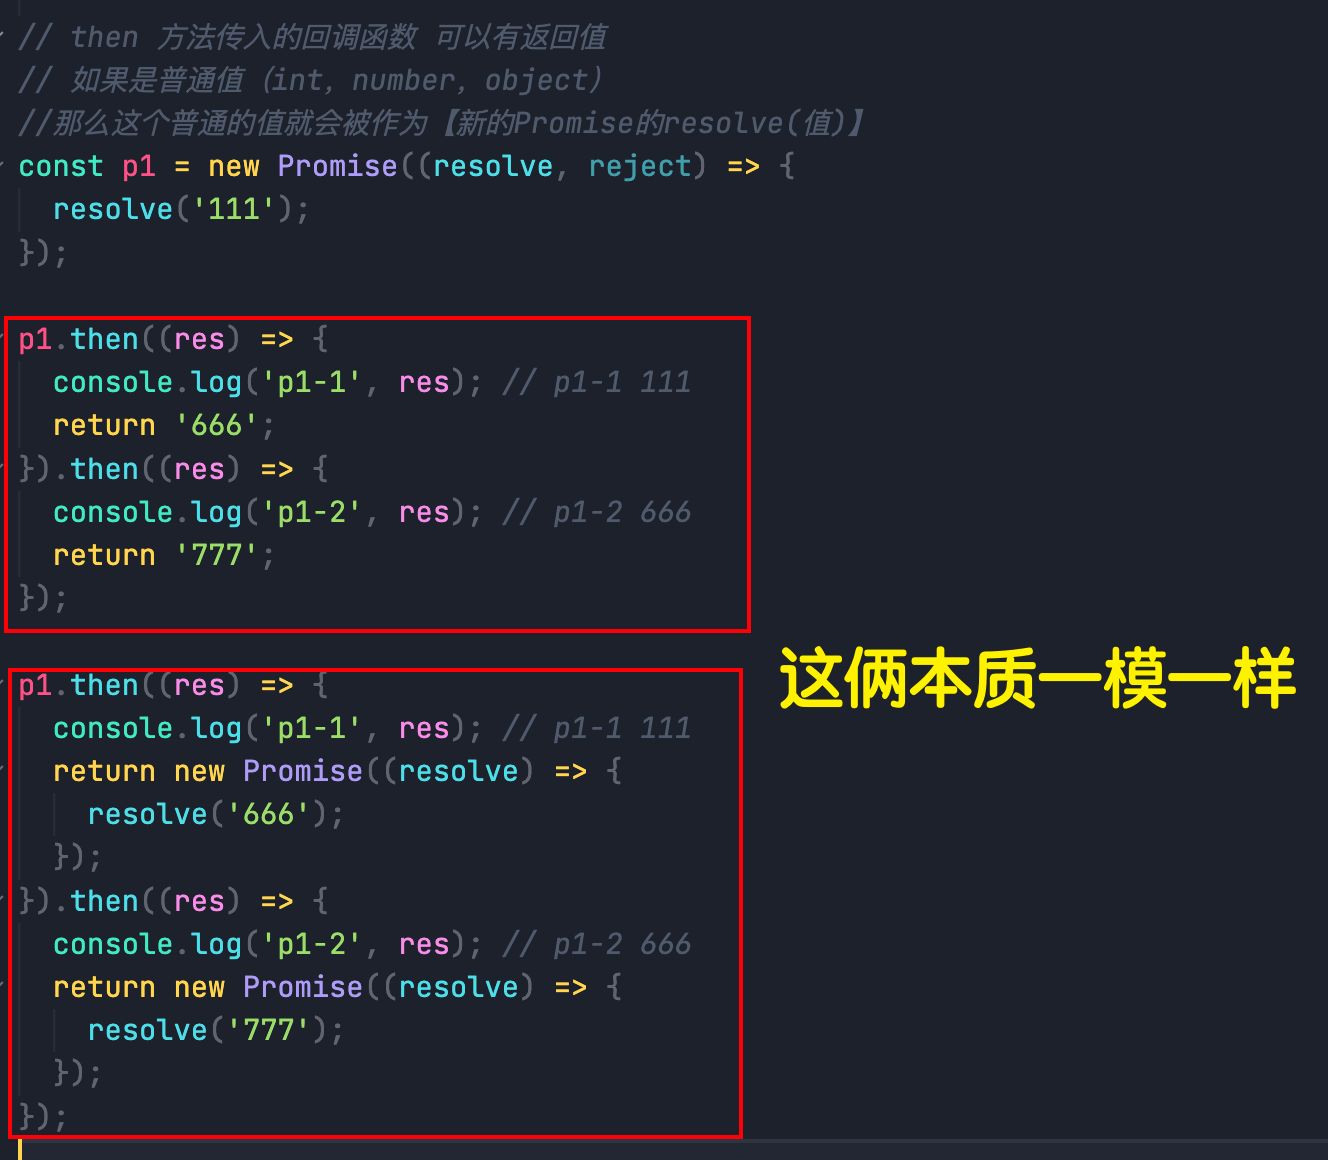 // then 方法传入的回调函数 可以有返回值
// 如果是普通值（int，number，object）
//那么这个普通的值就会被作为【新的Promise的resolve(值)】
const p1 = new Promise((resolve, reject) => {
  resolve('111');
});
p1.then((res) => {
  console.log('p1-1', res); // p1-1 111
  return '666';
}).then((res) => {
  console.log('p1-2', res); // p1-2 666
  return '777';
});
这俩本质一模一样
p1.then((res) => {
  console.log('p1-1', res); // p1-1 111
  return new Promise((resolve) => {
    resolve('666');
  });
}).then((res) => {
  console.log('p1-2', res); // p1-2 666
  return new Promise((resolve) => {
    resolve('777');
  });
});